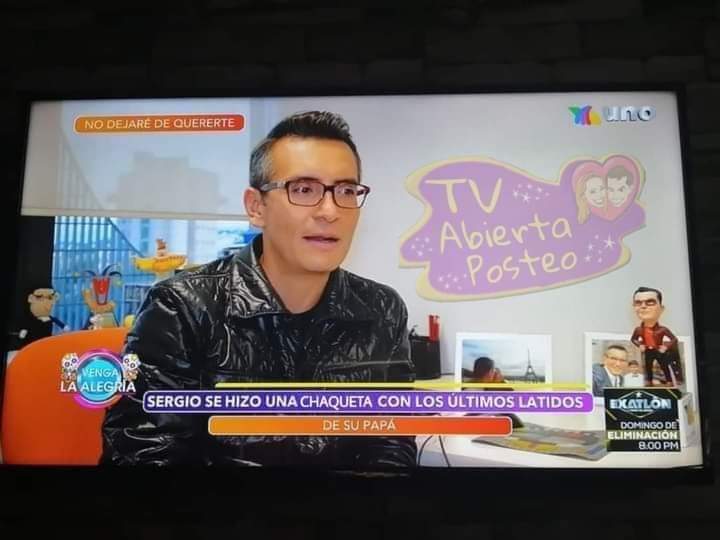 NO DEJARÉ DE QUERERTE
uno
TV
Abierta
Posteo
VENGA
LA ALEGRÍA
SERGIO SE HIZO UNA CHAQUETA CON LOS ÚLTIMOS LATIDOS
DE SU PAPÁ
EXATLÓN
DOMINGO DE
ELIMINACIÓN
8:00 PM